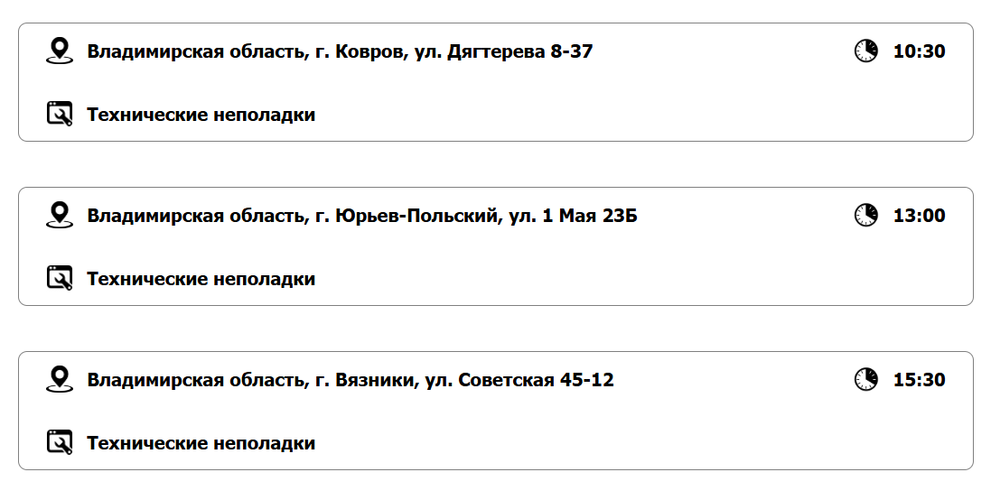 Владимирская область, г. Ковров, ул. Дягтерева 8-37 10:30
Технические неполадки
Владимирская область, г. Юрьев-Польский, ул. 1 Мая 23Б 13:00
Технические неполадки
Владимирская область, г. Вязники, ул. Советская 45-12 15:30
Технические неполадки